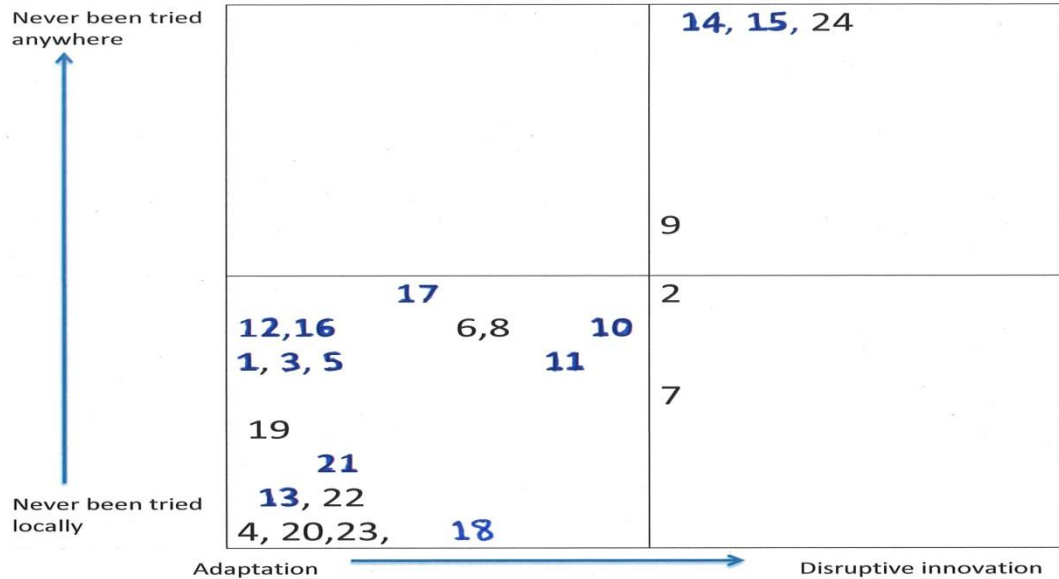 Never been tried
anywhere
14, 15, 24
9
17
2
12,16
6,8
10
1, 3, 5
11
7
19
21
Never been tried
locally
13, 22
4, 20,23,
18
Adaptation
Disruptive innovation